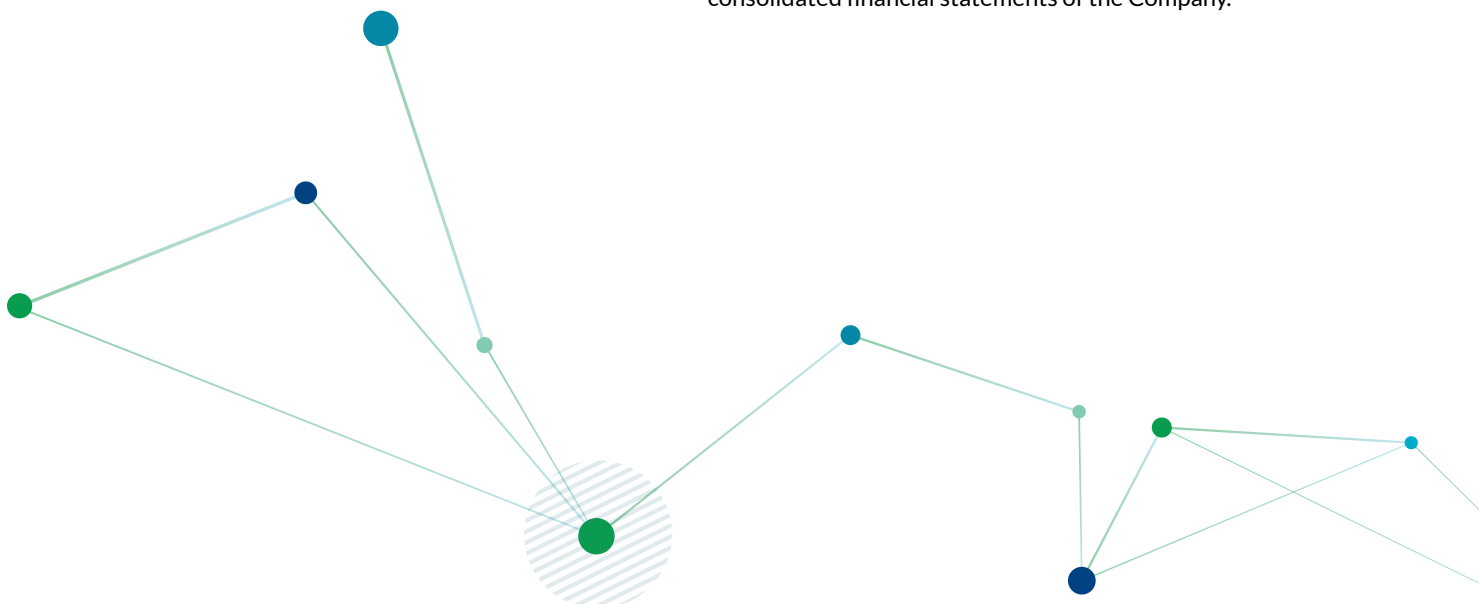 consolidated financial statements of the Company.